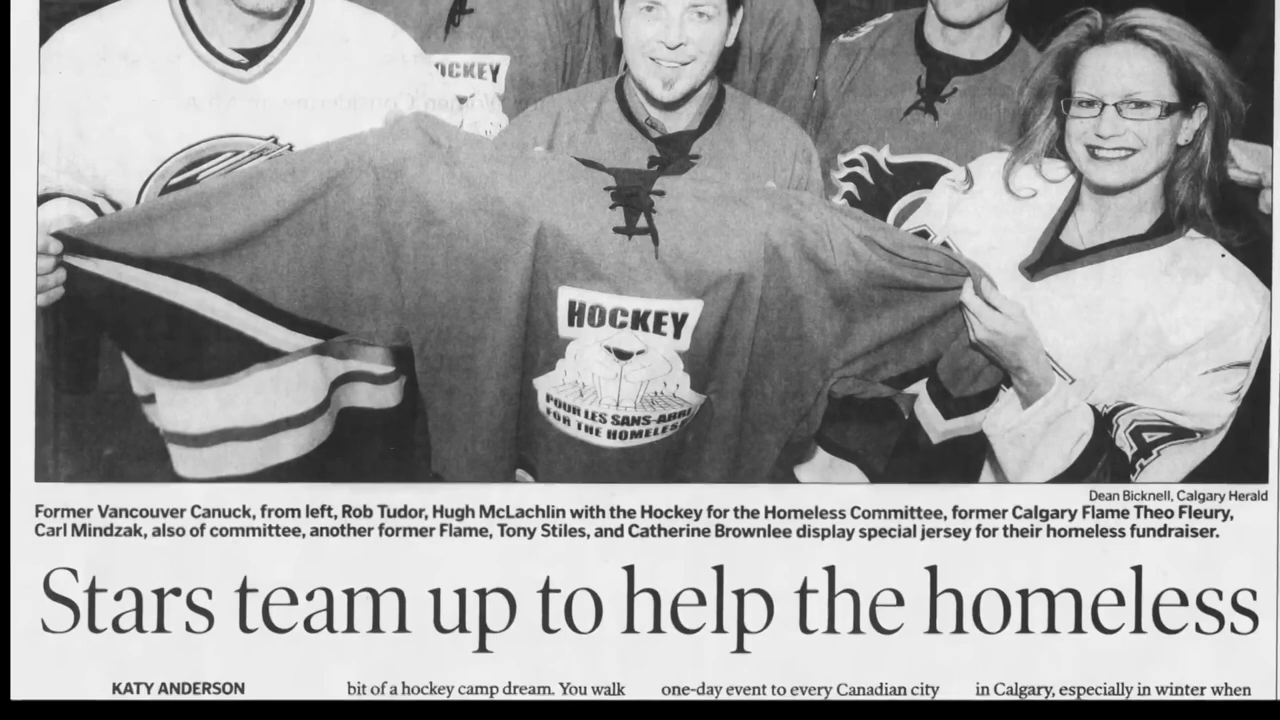 OCKEY
HOCKEY
POUR LES SANS-ABRI
FOR THE HOMELESS
Dean Bicknell, Calgary Herald
Former Vancouver Canuck, from left, Rob Tudor, Hugh McLachlin with the Hockey for the Homeless Committee, former Calgary Flame Theo Fleury,
Carl Mindzak, also of committee, another former Flame, Tony Stiles, and Catherine Brownlee display special jersey for their homeless fundraiser.
Stars team up to help the homeless
KATY ANDERSON
bit of a hockey camp dream. You walk
one-day event to every Canadian city
in Calgary, especially in winter when